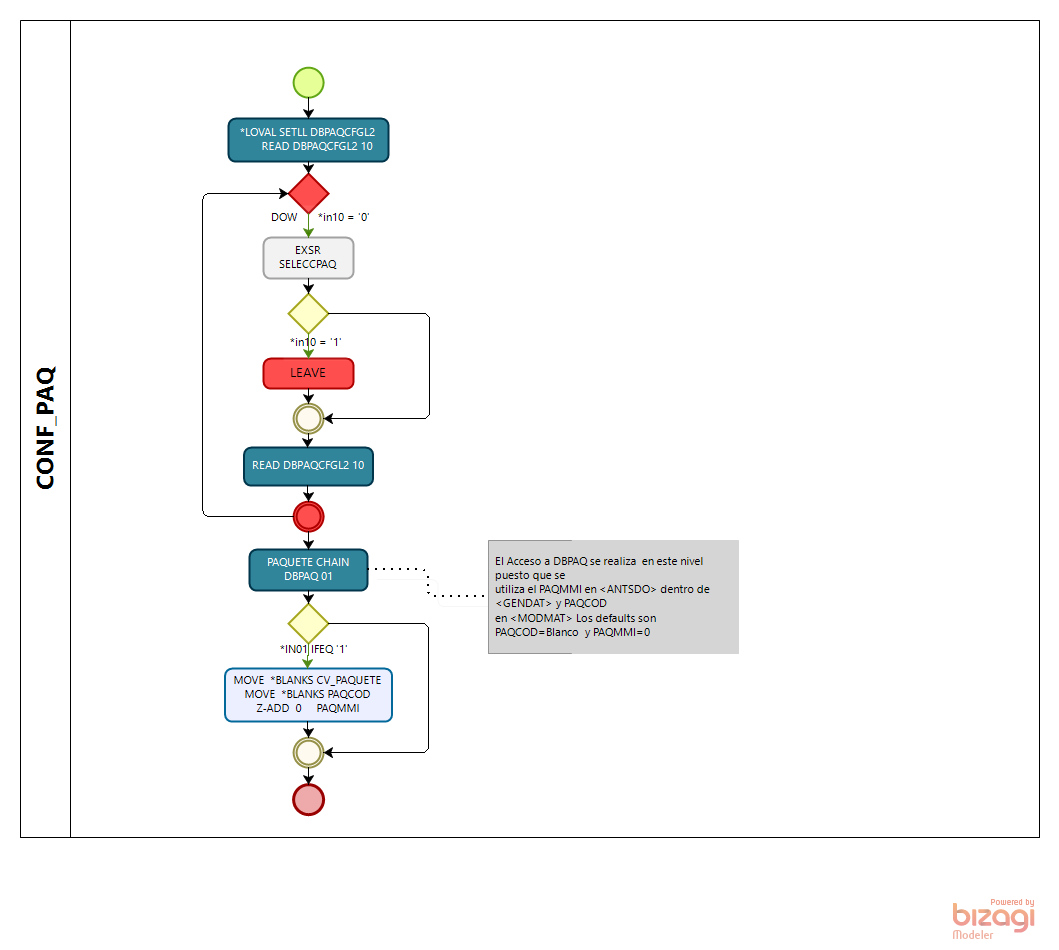 CONF_PAQ
*LOVAL SETLL DBPAQCFGL2
READ DBPAQCFGL2 10
DOW *in10 = '0'
EXSR
SELECCPAQ
*in10 = '1'
LEAVE
READ DBPAQCFGL2 10
PAQUETE CHAIN
DBPAQ 01
El Acceso a DBPAQ se realiza en este nivel
puesto que se
utiliza el PAQMMI en <ANTSDO> dentro de
<GENDAT> y PAQCOD
en <MODMAT> Los defaults son
PAQCOD=Blanco y PAQMMI=0
*IN01 IFEQ '1'
MOVE *BLANKS CV_PAQUETE
MOVE *BLANKS PAQCOD
Z-ADD 0 PAQMMI
Powered by
bizagi
Modeler